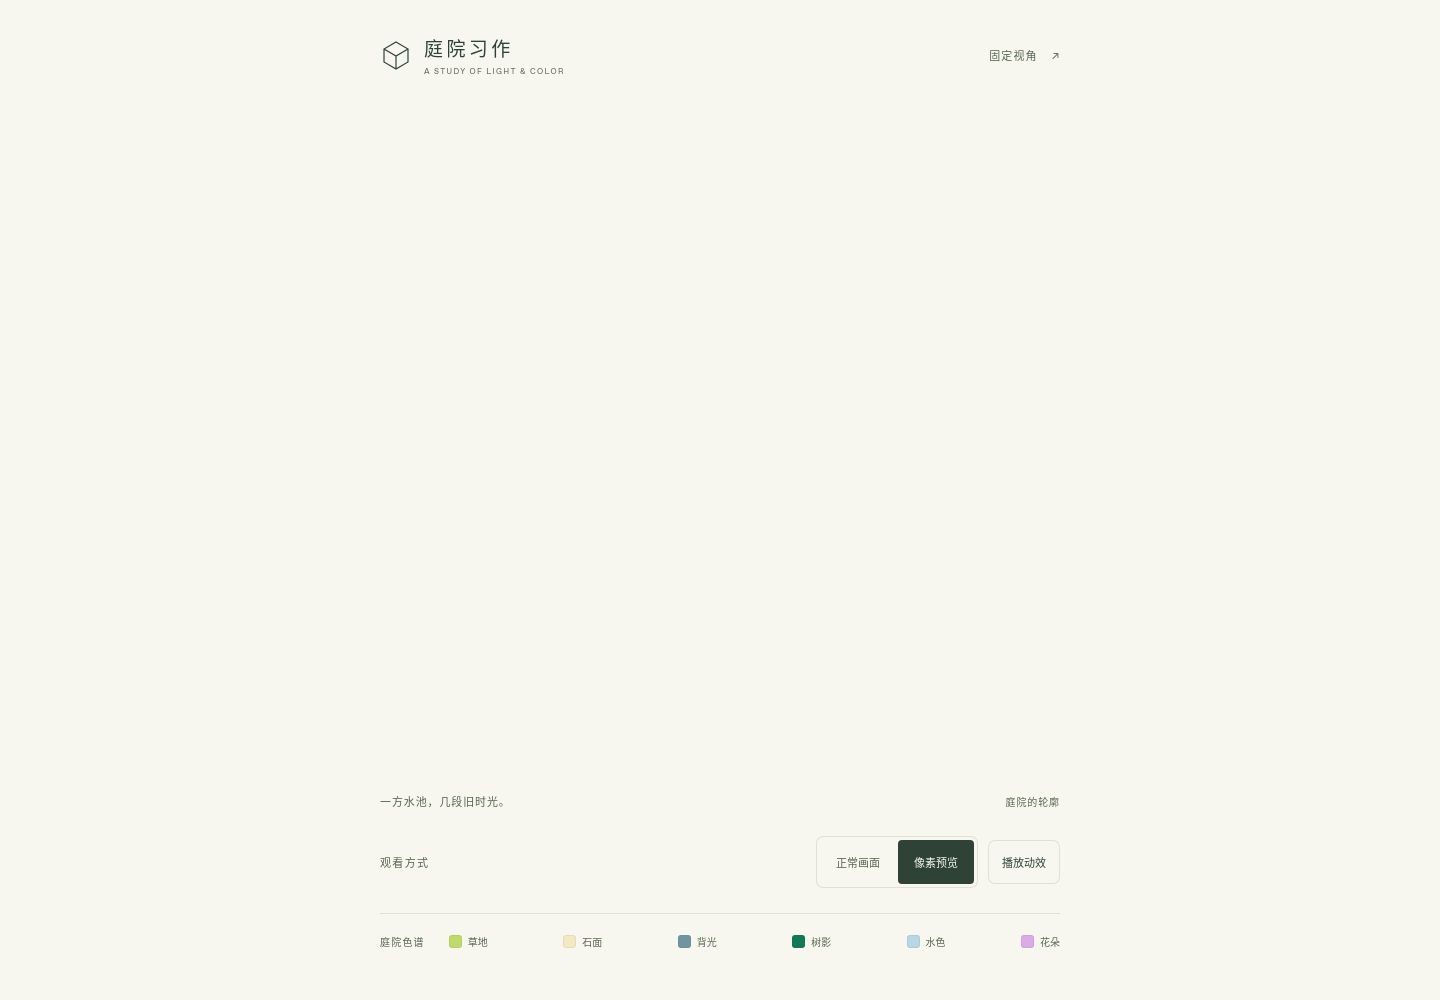 庭院习作
A STUDY OF LIGHT & COLOR
固定视角 ↗
一方水池，几段旧时光。
庭院的轮廓
观看方式
正常画面
像素预览
播放动效
庭院色谱
草地
石面
背光
树影
水色
花朵